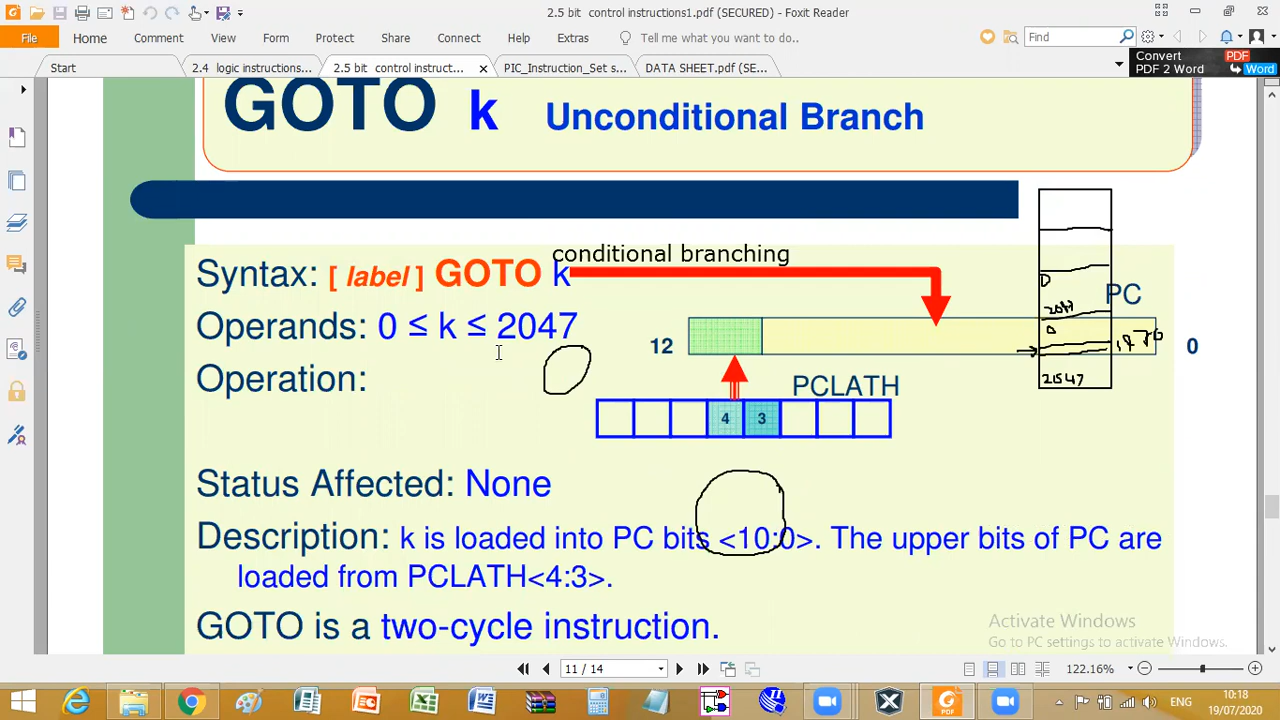 2.5 bit control instructions1.pdf (SECURED) - Foxit Reader
File Home Comment View Form Protect Share Connect Help Extras Tell me what you want to do.. Find
Start 2.4 logic instructions... 2.5 bit control instruct... PIC_Instruction_Set s... DATA SHEET.pdf (SE...
Convert PDF
PDF 2 Word Word
GOTO k Unconditional Branch
conditional branching
Syntax: [ label ] GOTO k
PC
Operands: 0 ≤ k ≤ 2047
12 0
Operation:
PCLATH
4 3
Status Affected: None
Description: k is loaded into PC bits <10:0>. The upper bits of PC are
loaded from PCLATH<4:3>.
GOTO is a two-cycle instruction.
Activate Windows
Go to PC settings to activate Windows.
11 / 14 122.16%
ENG 10:18
19/07/2020